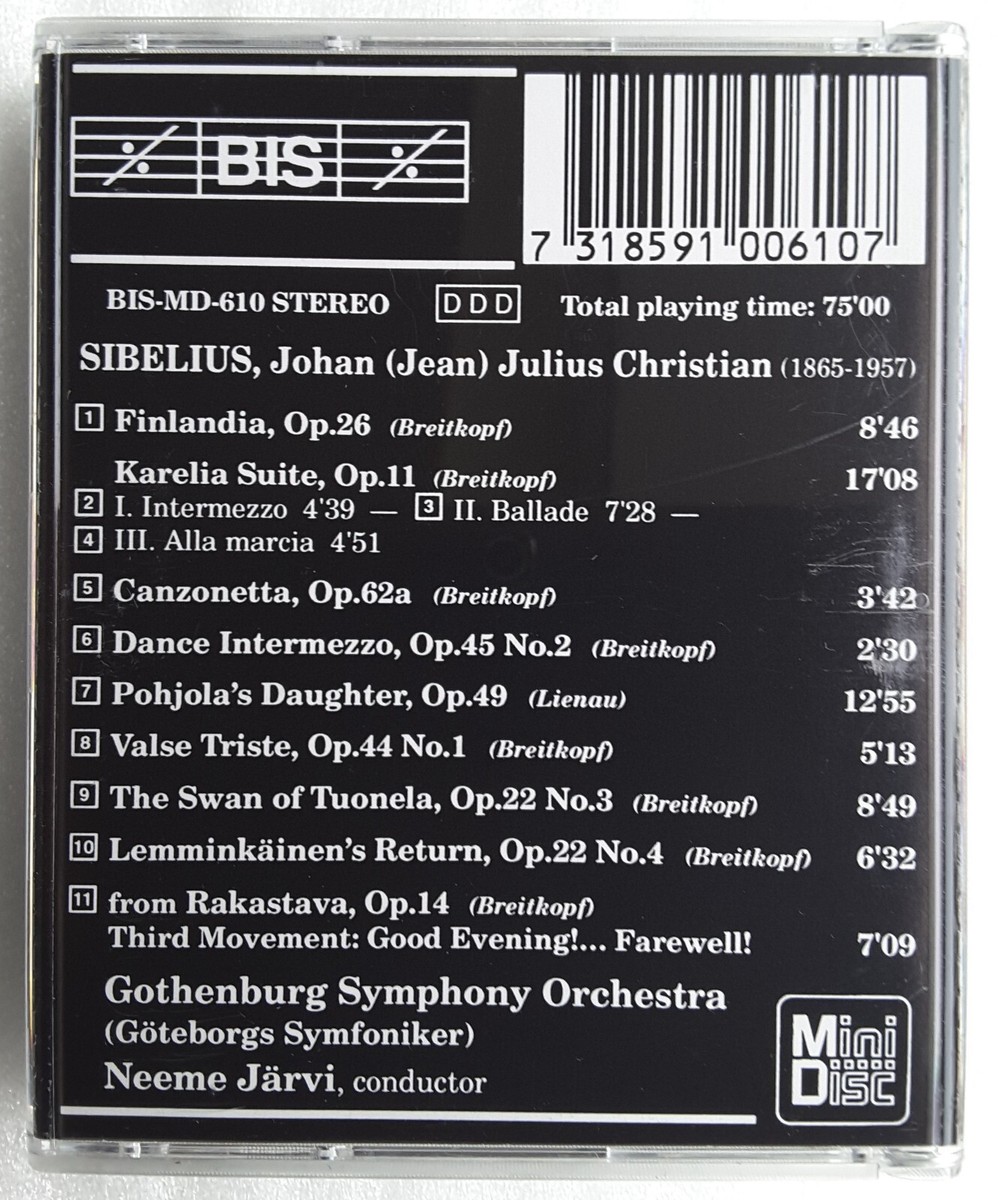 BIS
7 318591 006107
BIS-MD-610 STEREO DDD Total playing time: 75'00
SIBELIUS, Johan (Jean) Julius Christian (1865-1957)
1 Finlandia, Op.26 (Breitkopf) 8'46
Karelia Suite, Op.11 (Breitkopf) 17'08
2 I. Intermezzo 4'39 — 3 II. Ballade 7'28 —
4 III. Alla marcia 4'51
5 Canzonetta, Op.62a (Breitkopf) 3'42
6 Dance Intermezzo, Op.45 No.2 (Breitkopf) 2'30
7 Pohjola's Daughter, Op.49 (Lienau) 12'55
8 Valse Triste, Op.44 No.1 (Breitkopf) 5'13
9 The Swan of Tuonela, Op.22 No.3 (Breitkopf) 8'49
10 Lemminkäinen's Return, Op.22 No.4 (Breitkopf) 6'32
11 from Rakastava, Op.14 (Breitkopf)
Third Movement: Good Evening!... Farewell! 7'09
Gothenburg Symphony Orchestra
(Göteborgs Symfoniker)
Neeme Järvi, conductor
Mini
Disc